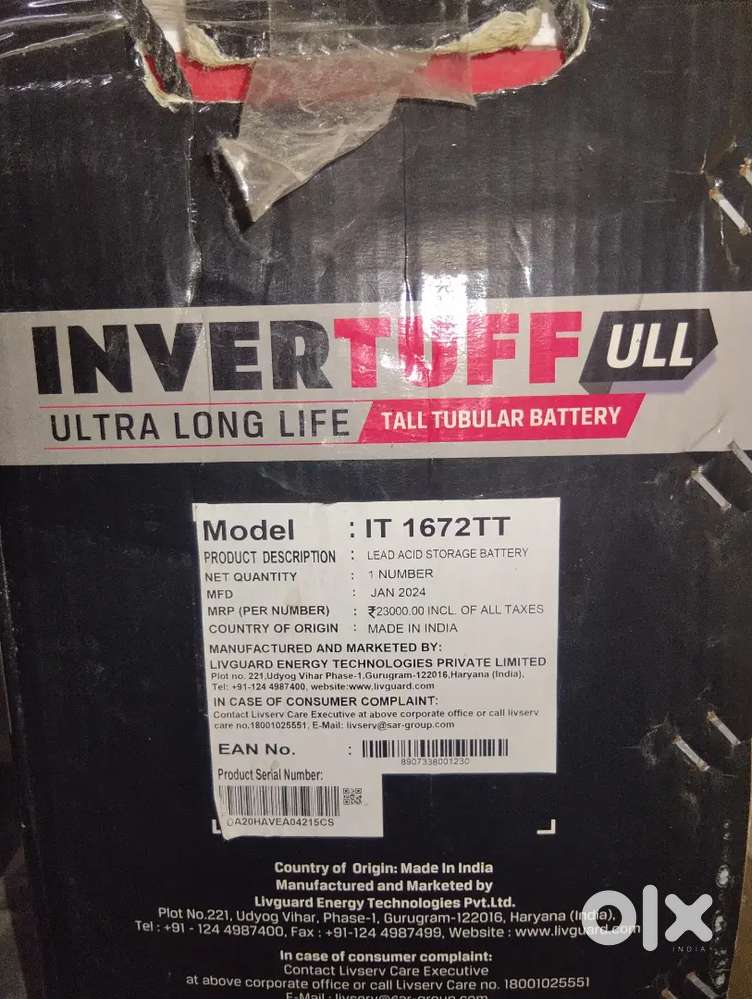 INVERTUFF ULL
ULTRA LONG LIFE TALL TUBULAR BATTERY
Model : IT 1672TT
PRODUCT DESCRIPTION : LEAD ACID STORAGE BATTERY
NET QUANTITY : 1 NUMBER
MFD : JAN 2024
MRP (PER NUMBER) : ₹23000.00 INCL. OF ALL TAXES
COUNTRY OF ORIGIN : MADE IN INDIA
MANUFACTURED AND MARKETED BY:
LIVGUARD ENERGY TECHNOLOGIES PRIVATE LIMITED
Plot no. 221,Udyog Vihar Phase-1,Gurugram-122016,Haryana (India).
Tel: +91-124 4987400, website:www.livguard.com
IN CASE OF CONSUMER COMPLAINT:
Contact Livserv Care Executive at above corporate office or call livserv
care no.18001025551, E-Mail: livserv@sar-group.com
EAN No. :
8907338001230
Product Serial Number:
DA20HAVEA04215CS
Country of Origin: Made In India
Manufactured and Marketed by
Livguard Energy Technologies Pvt.Ltd.
Plot No.221, Udyog Vihar, Phase-1, Gurugram-122016, Haryana (India).
Tel : +91 - 124 4987400, Fax : +91-124 4987499, Website : www.livguard.com
In case of consumer complaint:
Contact Livserv Care Executive
at above corporate office or call livserv care no. 18001025551
E-Mail : livserv@sar-group.com
olx
INDIA